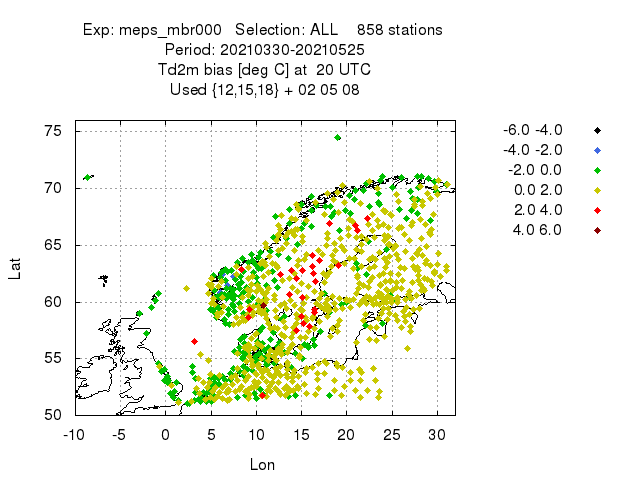 Exp: meps_mbr000   Selection: ALL    858 stations
Period: 20210330-20210525
Td2m bias [deg C] at  20 UTC
Used {12,15,18} + 02 05 08
-6.0 -4.0
-4.0 -2.0
-2.0 0.0
0.0 2.0
2.0 4.0
4.0 6.0
75
70
65
60
55
50
Lat
-10 -5 0 5 10 15 20 25 30
Lon